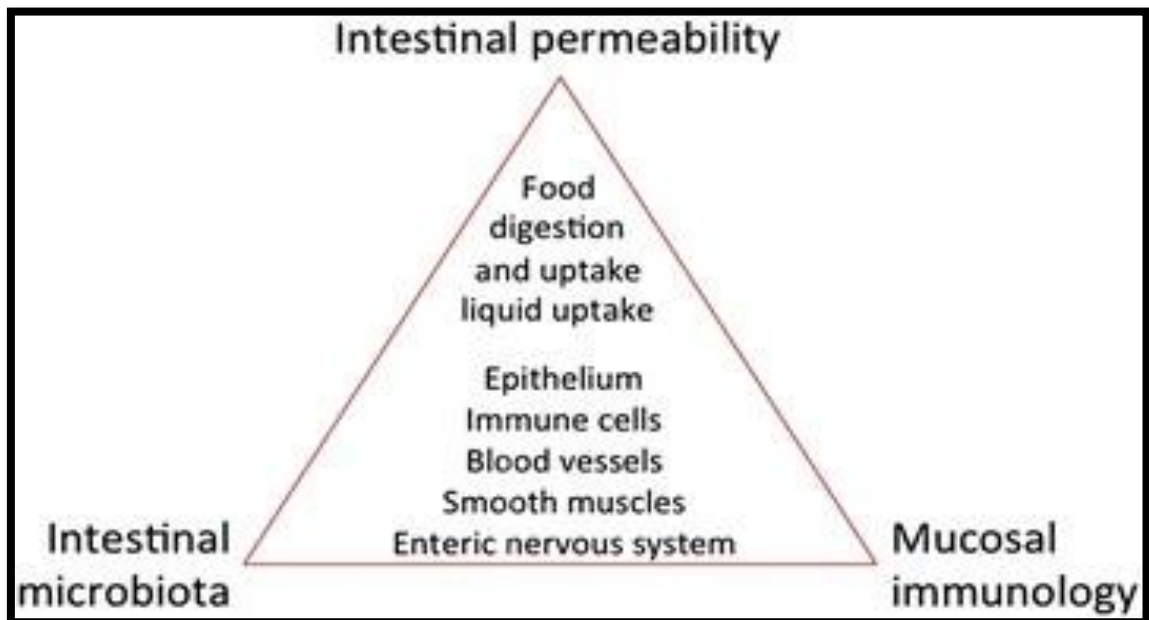 Intestinal permeability
Food
digestion
and uptake
liquid uptake
Epithelium
Immune cells
Blood vessels
Smooth muscles
Enteric nervous system
Intestinal
microbiota
Mucosal
immunology